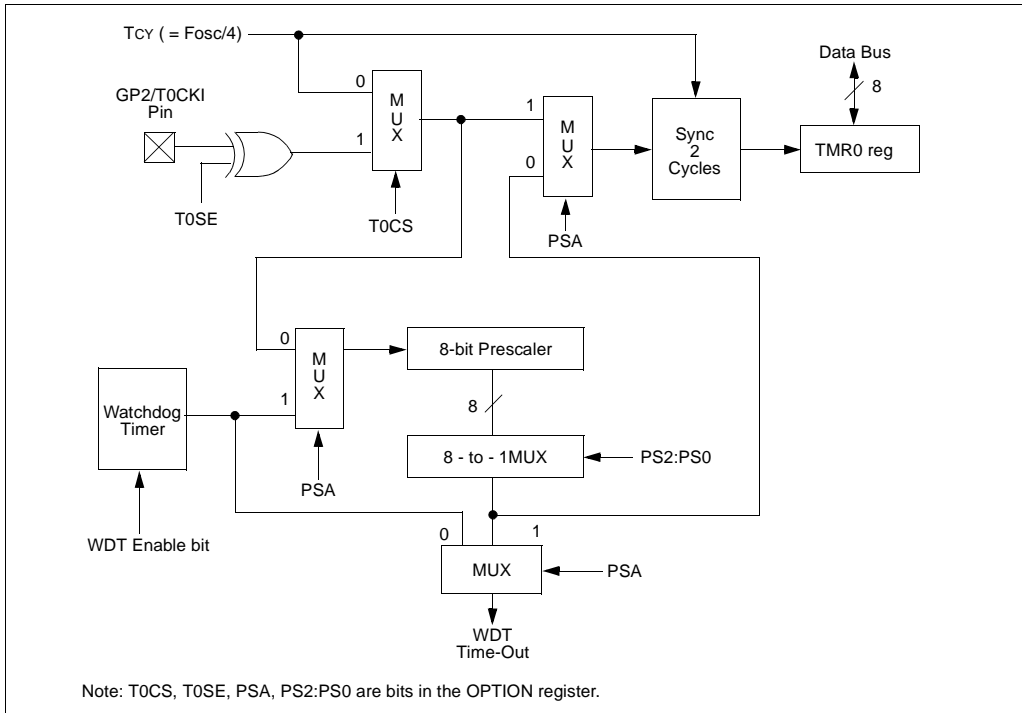 TCY ( = Fosc/4)
Data Bus
8
GP2/T0CKI
Pin
0
1
M
U
X
T0SE
T0CS
1
0
M
U
X
PSA
Sync
2
Cycles
TMR0 reg
0
1
M
U
X
PSA
Watchdog
Timer
WDT Enable bit
8-bit Prescaler
8
8 - to - 1MUX
PS2:PS0
0
1
MUX
PSA
WDT
Time-Out
Note: T0CS, T0SE, PSA, PS2:PS0 are bits in the OPTION register.